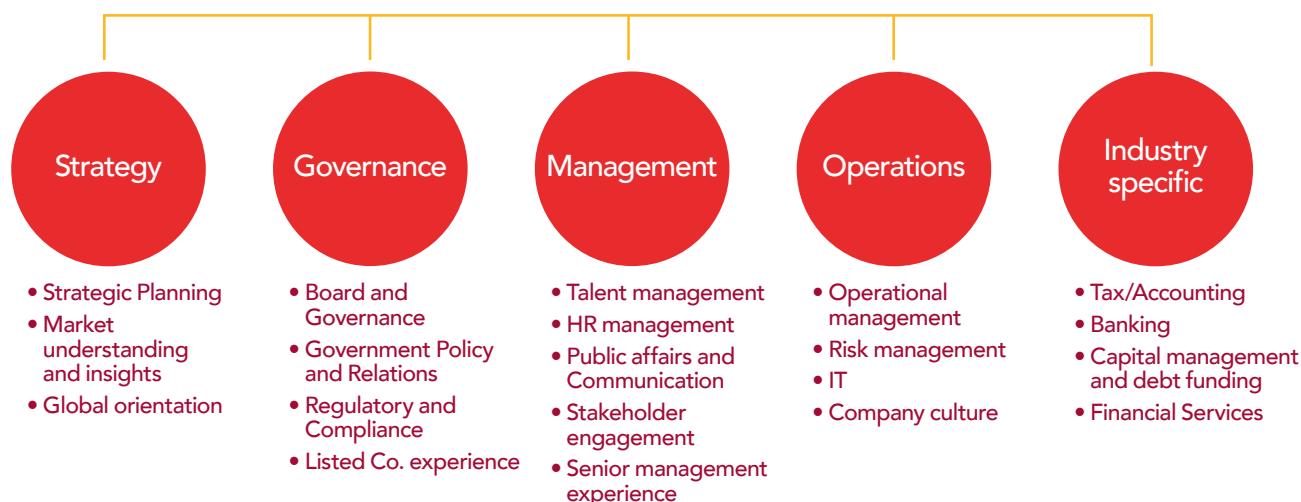 Strategy
Governance
Management
Operations
Industry
specific
• Strategic Planning
• Market
understanding
and insights
• Global orientation
• Board and
Governance
• Government Policy
and Relations
• Regulatory and
Compliance
• Listed Co. experience
• Talent management
• HR management
• Public affairs and
Communication
• Stakeholder
engagement
• Senior management
experience
• Operational
management
• Risk management
• IT
• Company culture
• Tax/Accounting
• Banking
• Capital management
and debt funding
• Financial Services